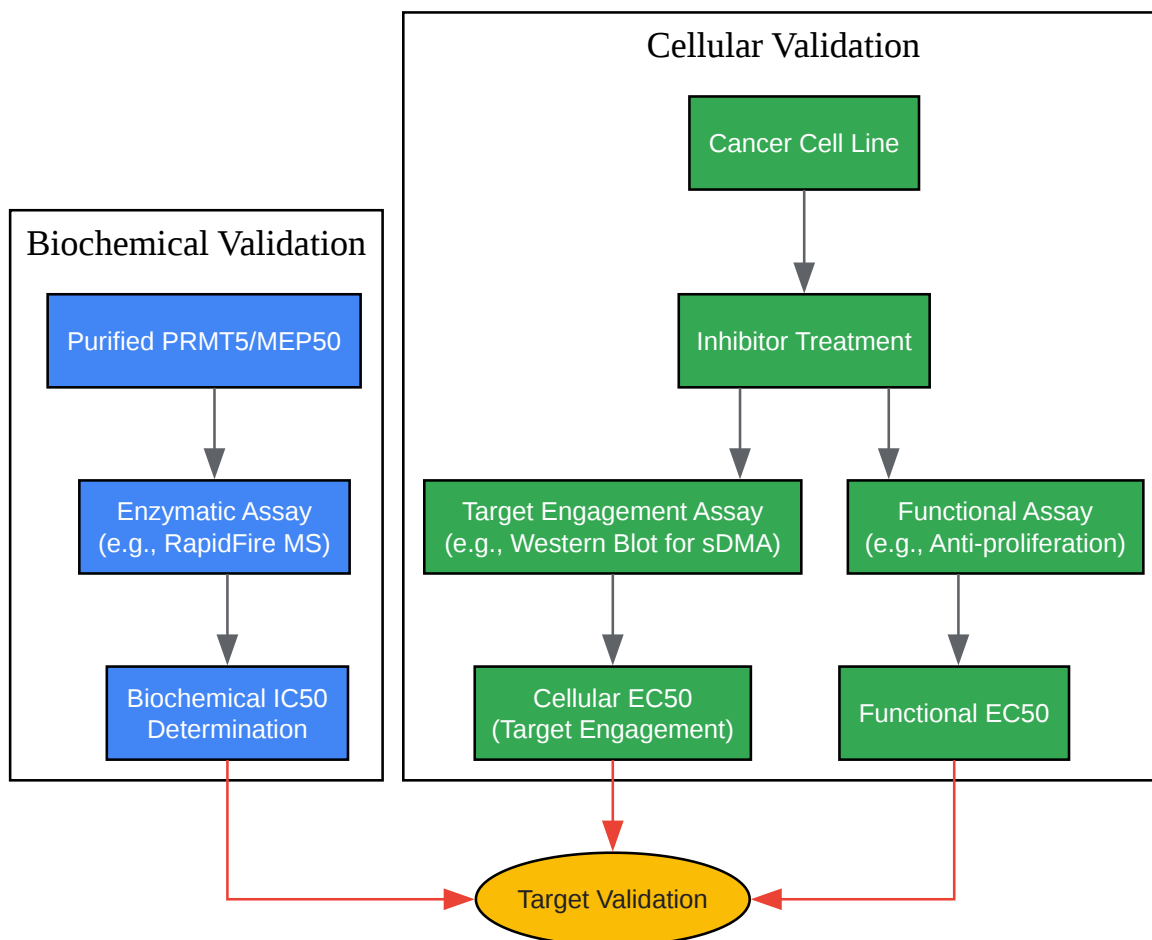 Biochemical Validation
Purified PRMT5/MEP50
Enzymatic Assay
(e.g., RapidFire MS)
Biochemical IC50
Determination
Cellular Validation
Cancer Cell Line
Inhibitor Treatment
Target Engagement Assay
(e.g., Western Blot for sDMA)
Functional Assay
(e.g., Anti-proliferation)
Cellular EC50
(Target Engagement)
Functional EC50
Target Validation